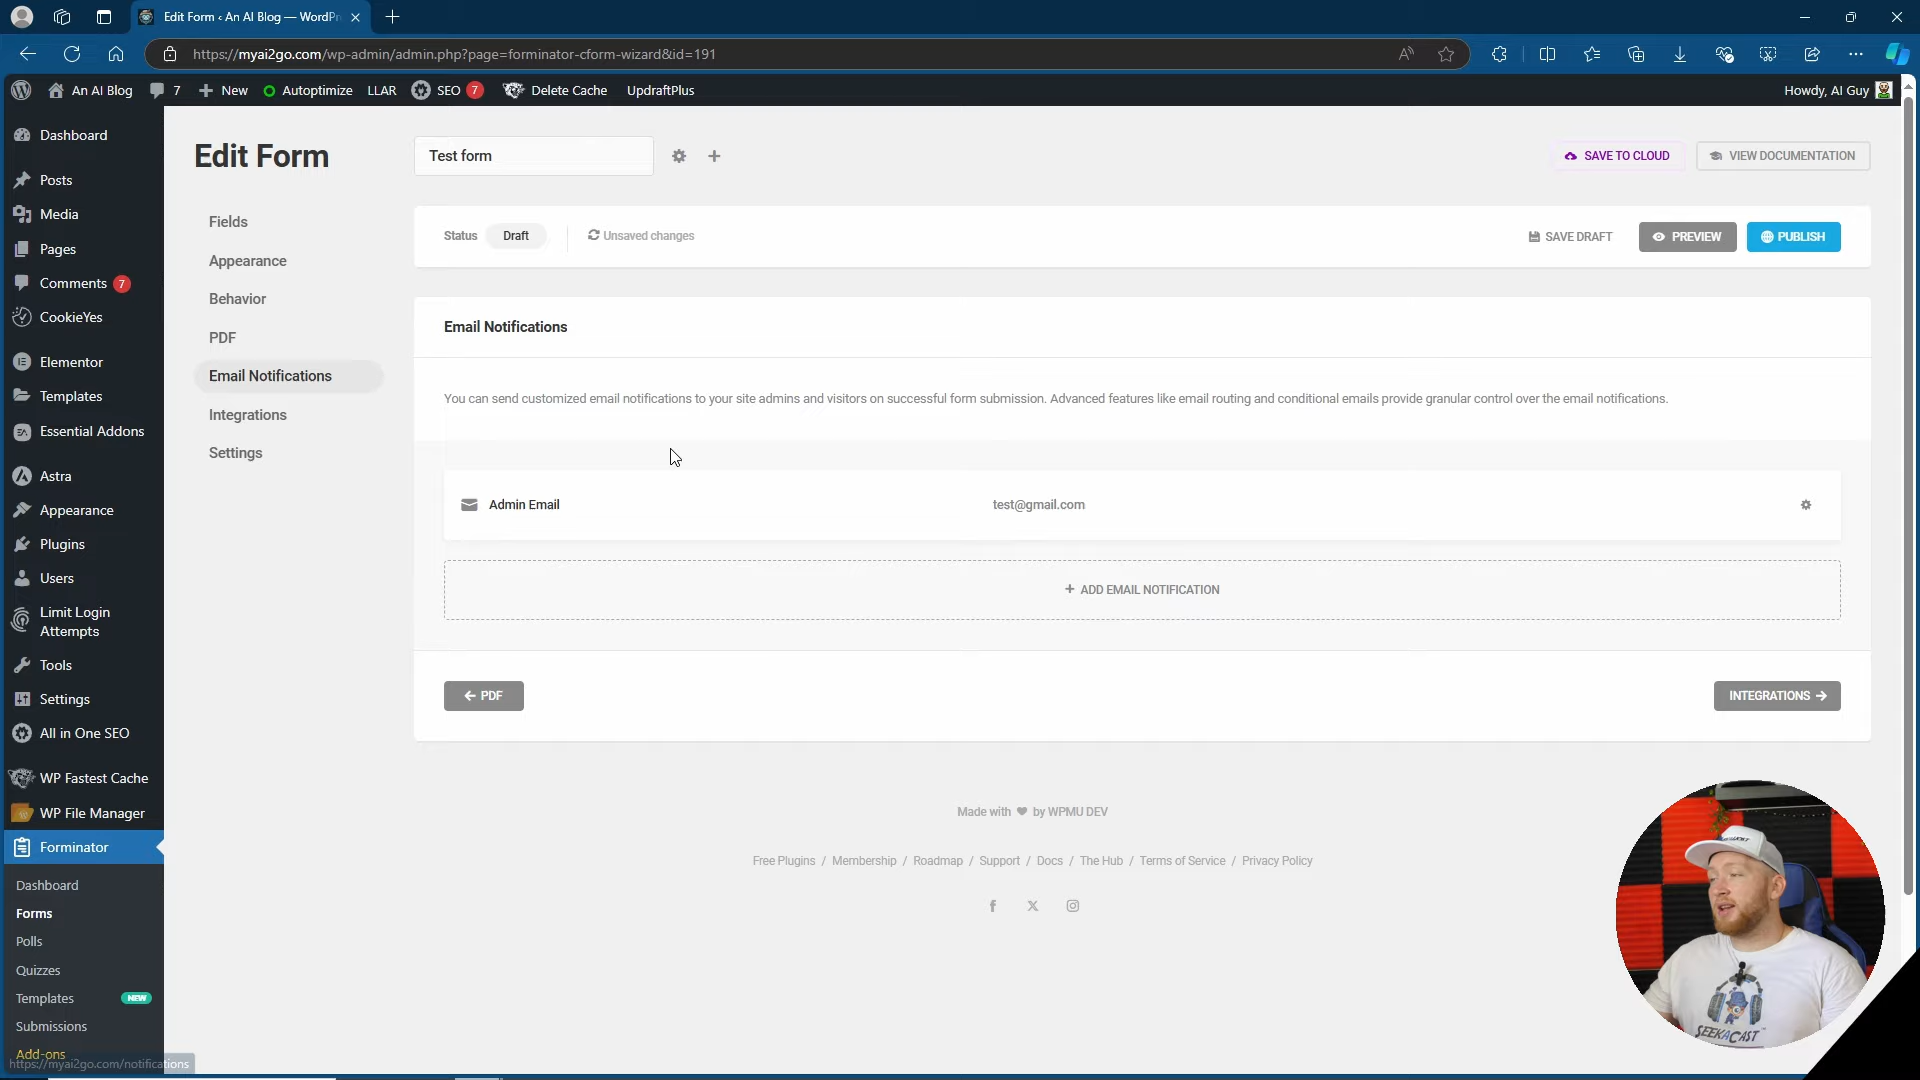 Edit Form ‹ An AI Blog — WordPr
https://myai2go.com/wp-admin/admin.php?page=forminator-cform-wizard&id=191
An AI Blog
7
New
Autoptimize
LLAR
SEO 7
Delete Cache
UpdraftPlus
Howdy, AI Guy
Dashboard
Posts
Media
Pages
Comments 7
CookieYes
Elementor
Templates
Essential Addons
Astra
Appearance
Plugins
Users
Limit Login
Attempts
Tools
Settings
All in One SEO
WP Fastest Cache
WP File Manager
Forminator
Dashboard
Forms
Polls
Quizzes
Templates NEW
Submissions
Add-ons
https://myai2go.com/notifications
Edit Form
Test form
SAVE TO CLOUD
VIEW DOCUMENTATION
Fields
Appearance
Behavior
PDF
Email Notifications
Integrations
Settings
Status Draft Unsaved changes
SAVE DRAFT
PREVIEW
PUBLISH
Email Notifications
You can send customized email notifications to your site admins and visitors on successful form submission. Advanced features like email routing and conditional emails provide granular control over the email notifications.
Admin Email test@gmail.com
+ ADD EMAIL NOTIFICATION
← PDF
INTEGRATIONS →
Made with ♥ by WPMU DEV
Free Plugins / Membership / Roadmap / Support / Docs / The Hub / Terms of Service / Privacy Policy
SEEKACAST